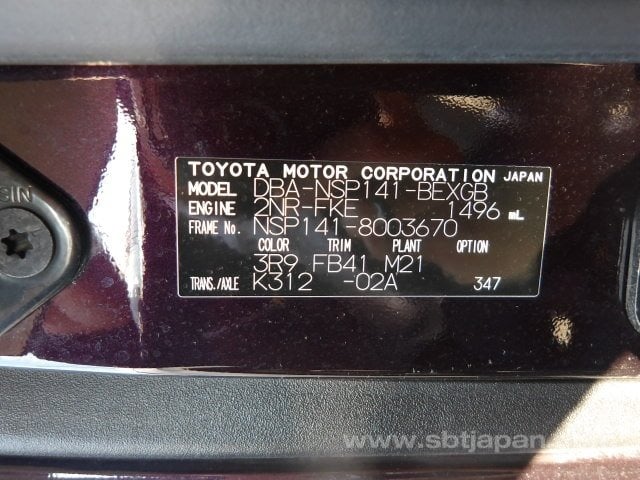 SIN
TOYOTA MOTOR CORPORATION JAPAN
MODEL DBA-NSP141-BEXGB
ENGINE 2NR-FKE 1496 mL
FRAME NO. NSP141-8003670
COLOR TRIM PLANT OPTION
3R9 FB41 M21
TRANS./AXLE K312 -02A 347
www.sbtjapan.